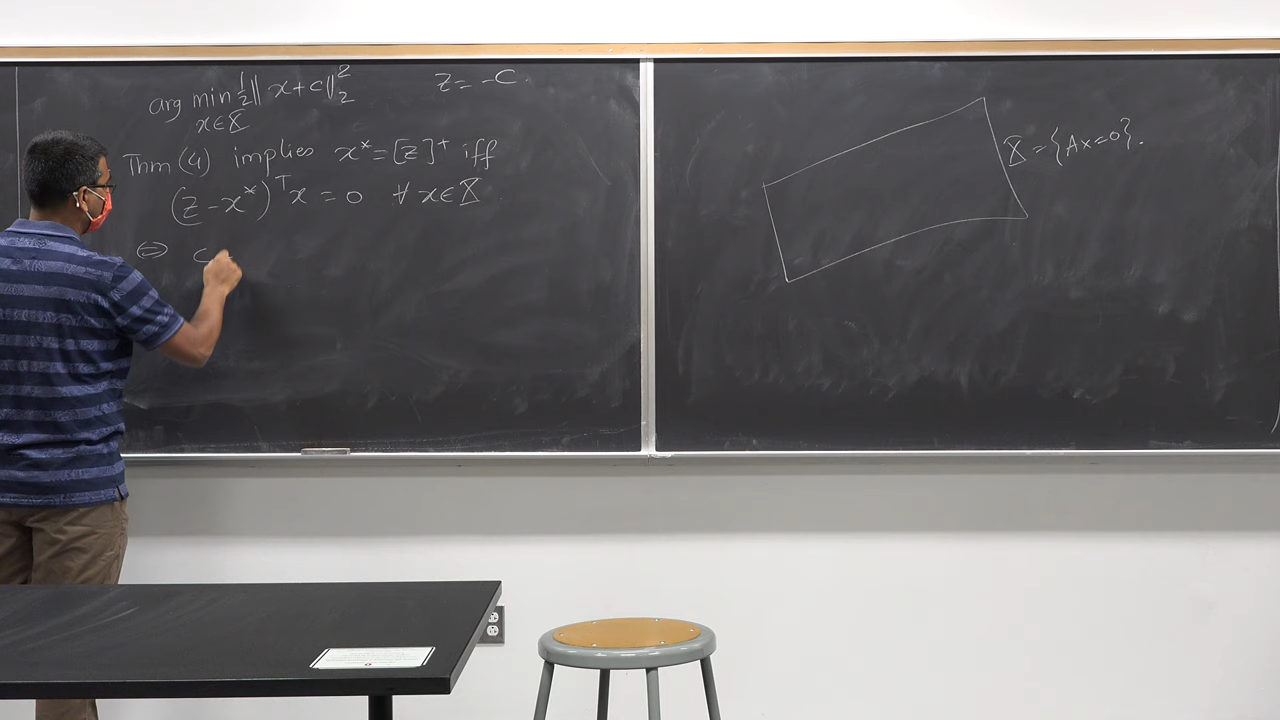 arg min ½‖x+c‖₂² z = -c.
x∈X
Thm (4) implies x* = [z]⁺ iff
(z-x*)ᵀx = 0 ∀ x∈X
⇔ c
X = {Ax=0}.